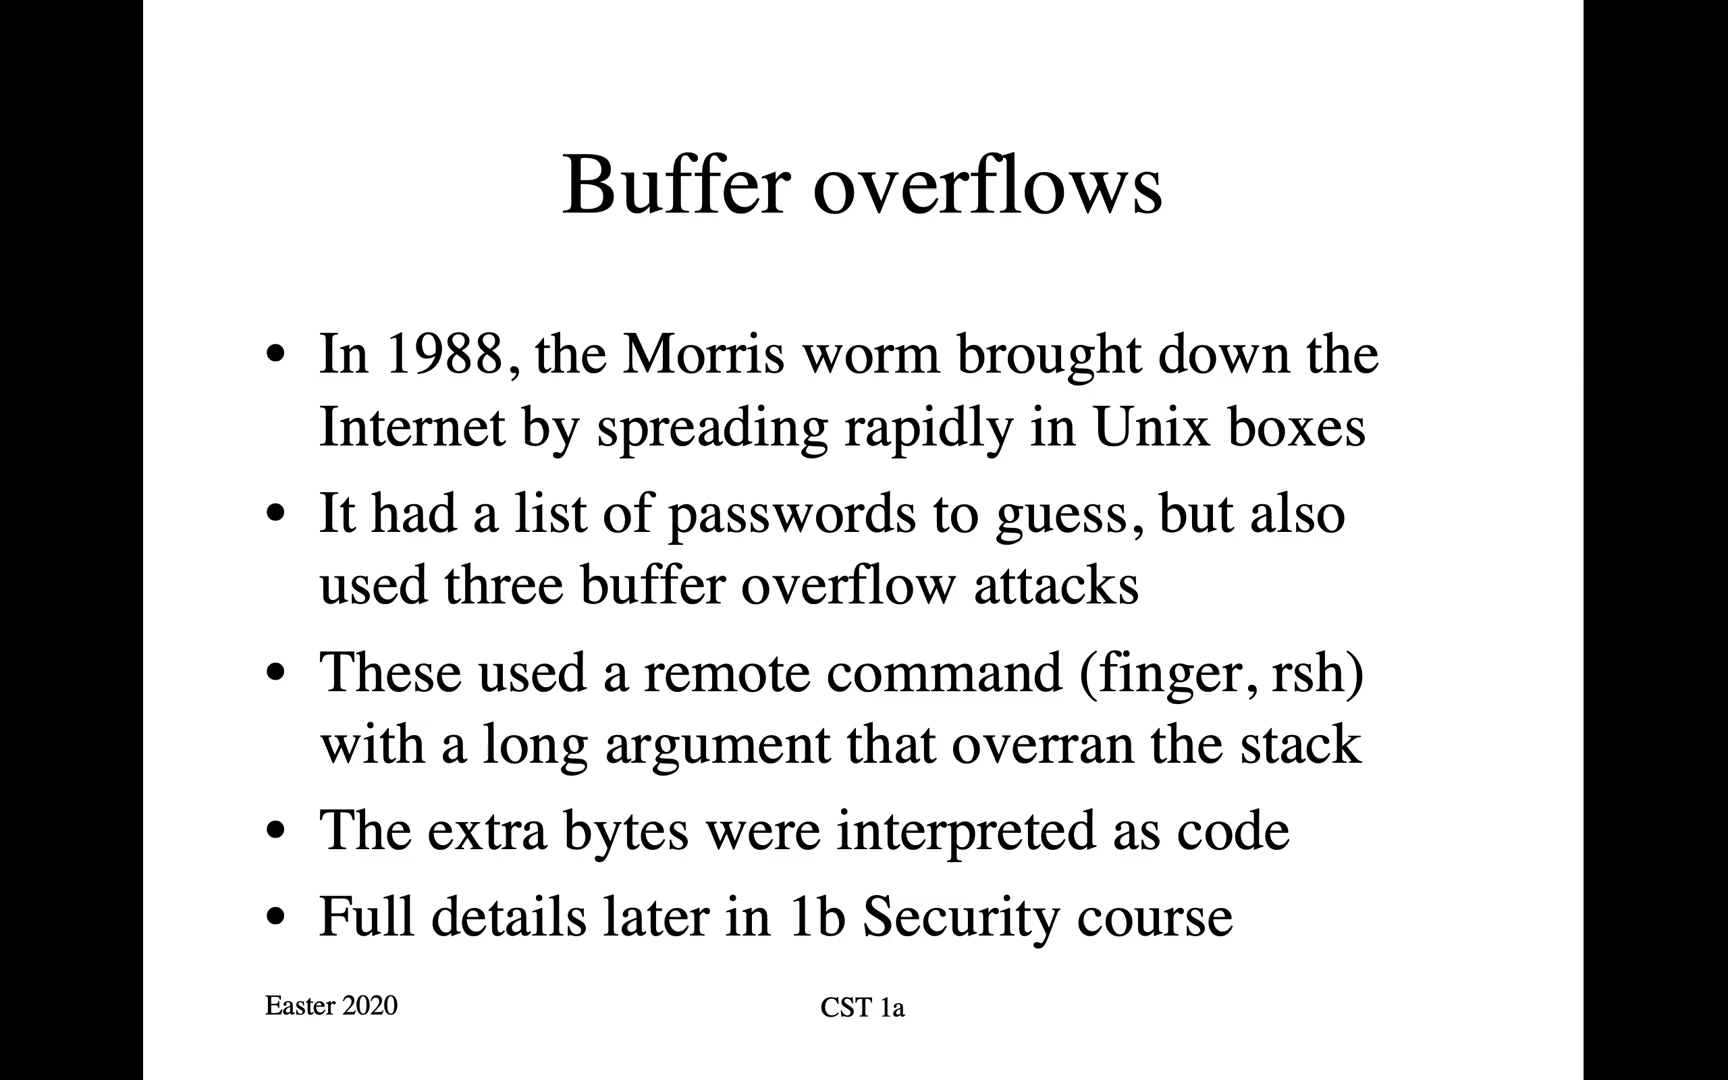 Buffer overflows
• In 1988, the Morris worm brought down the
Internet by spreading rapidly in Unix boxes
• It had a list of passwords to guess, but also
used three buffer overflow attacks
• These used a remote command (finger, rsh)
with a long argument that overran the stack
• The extra bytes were interpreted as code
• Full details later in 1b Security course
Easter 2020
CST 1a